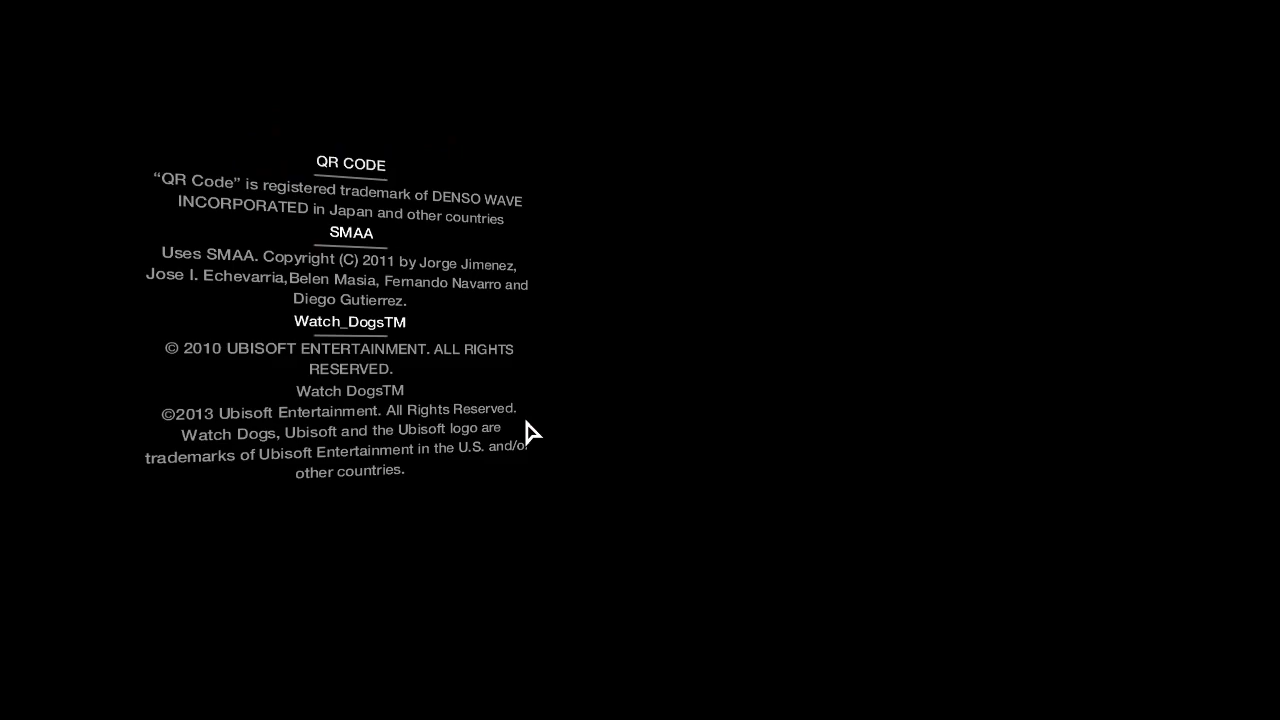 QR CODE
“QR Code” is registered trademark of DENSO WAVE
INCORPORATED in Japan and other countries
SMAA
Uses SMAA. Copyright (C) 2011 by Jorge Jimenez,
Jose I. Echevarria,Belen Masia, Fernando Navarro and
Diego Gutierrez.
Watch_DogsTM
© 2010 UBISOFT ENTERTAINMENT. ALL RIGHTS
RESERVED.
Watch DogsTM
©2013 Ubisoft Entertainment. All Rights Reserved.
Watch Dogs, Ubisoft and the Ubisoft logo are
trademarks of Ubisoft Entertainment in the U.S. and/or
other countries.